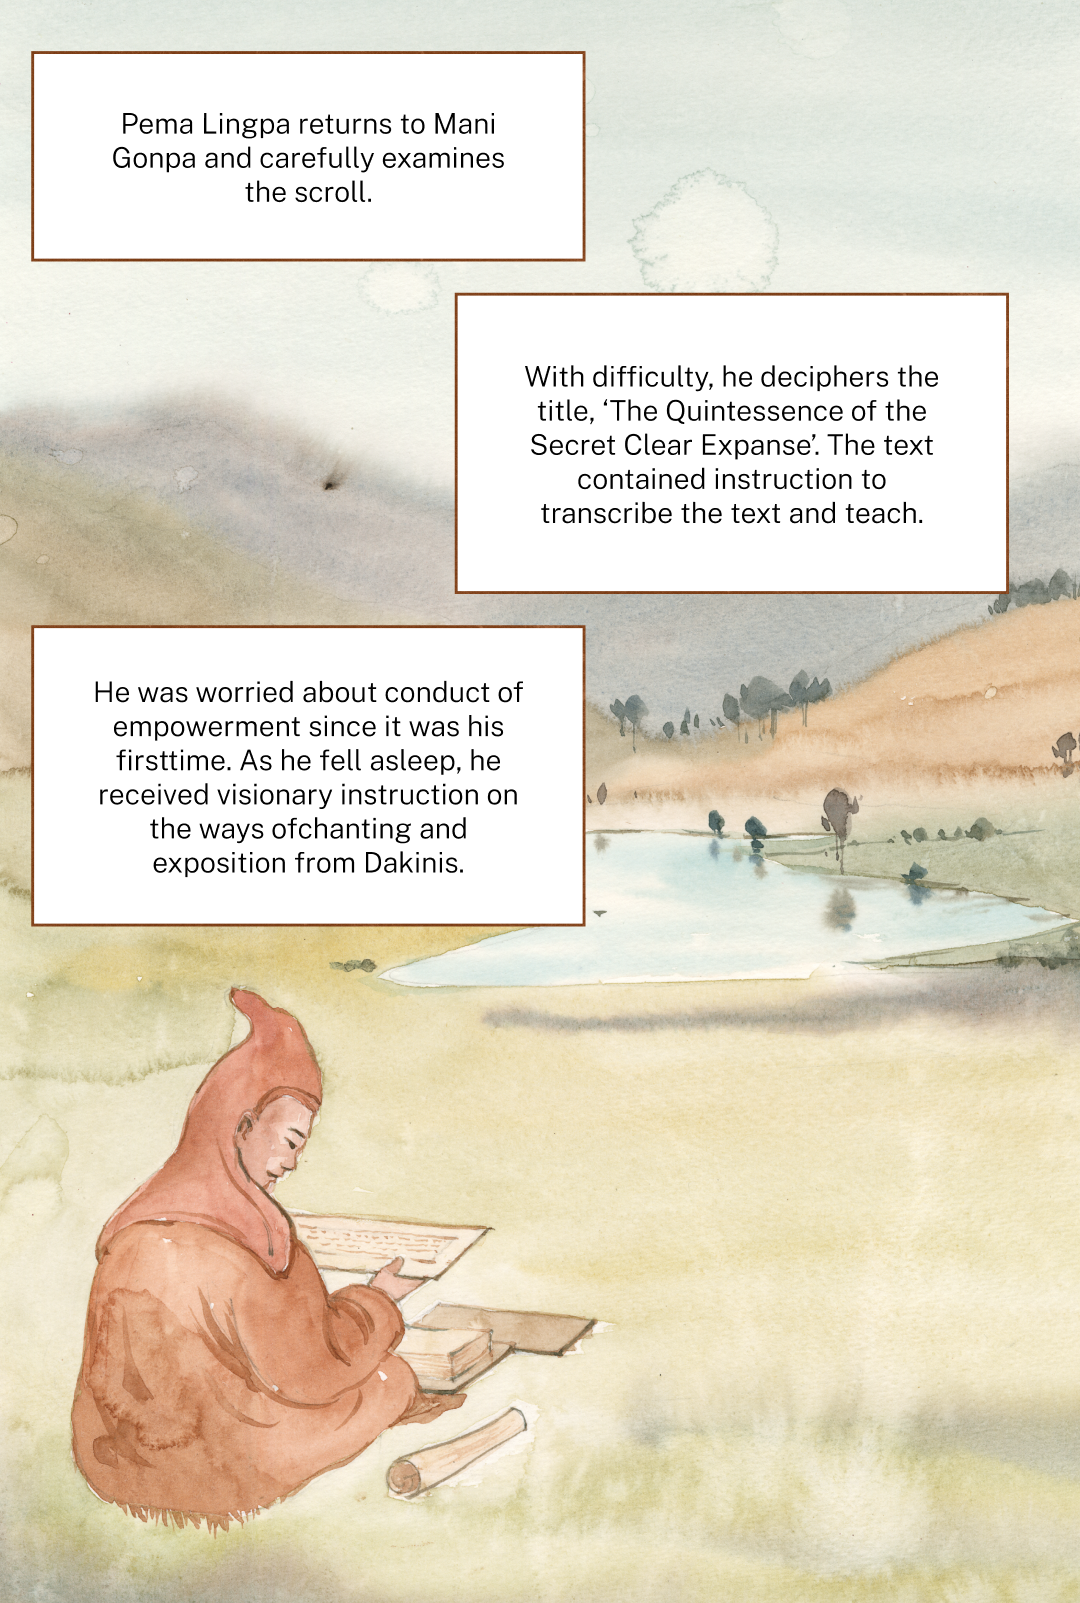 Pema Lingpa returns to Mani
Gonpa and carefully examines
the scroll.
With difficulty, he deciphers the
title, ‘The Quintessence of the
Secret Clear Expanse’. The text
contained instruction to
transcribe the text and teach.
He was worried about conduct of
empowerment since it was his
firsttime. As he fell asleep, he
received visionary instruction on
the ways ofchanting and
exposition from Dakinis.